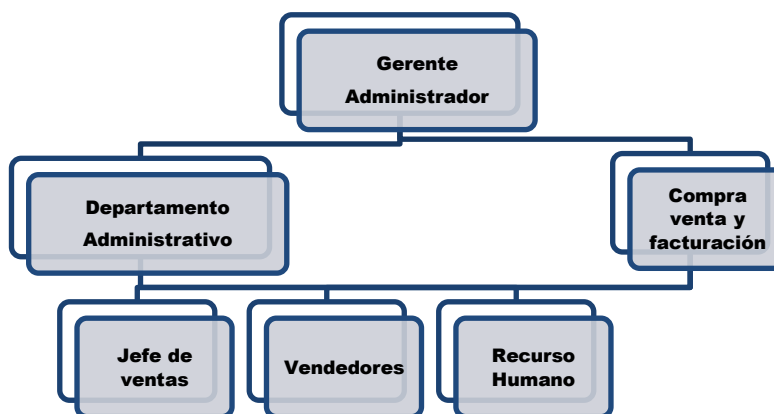 Gerente
Administrador
Departamento
Administrativo
Compra
venta y
facturación
Jefe de
ventas
Vendedores
Recurso
Humano